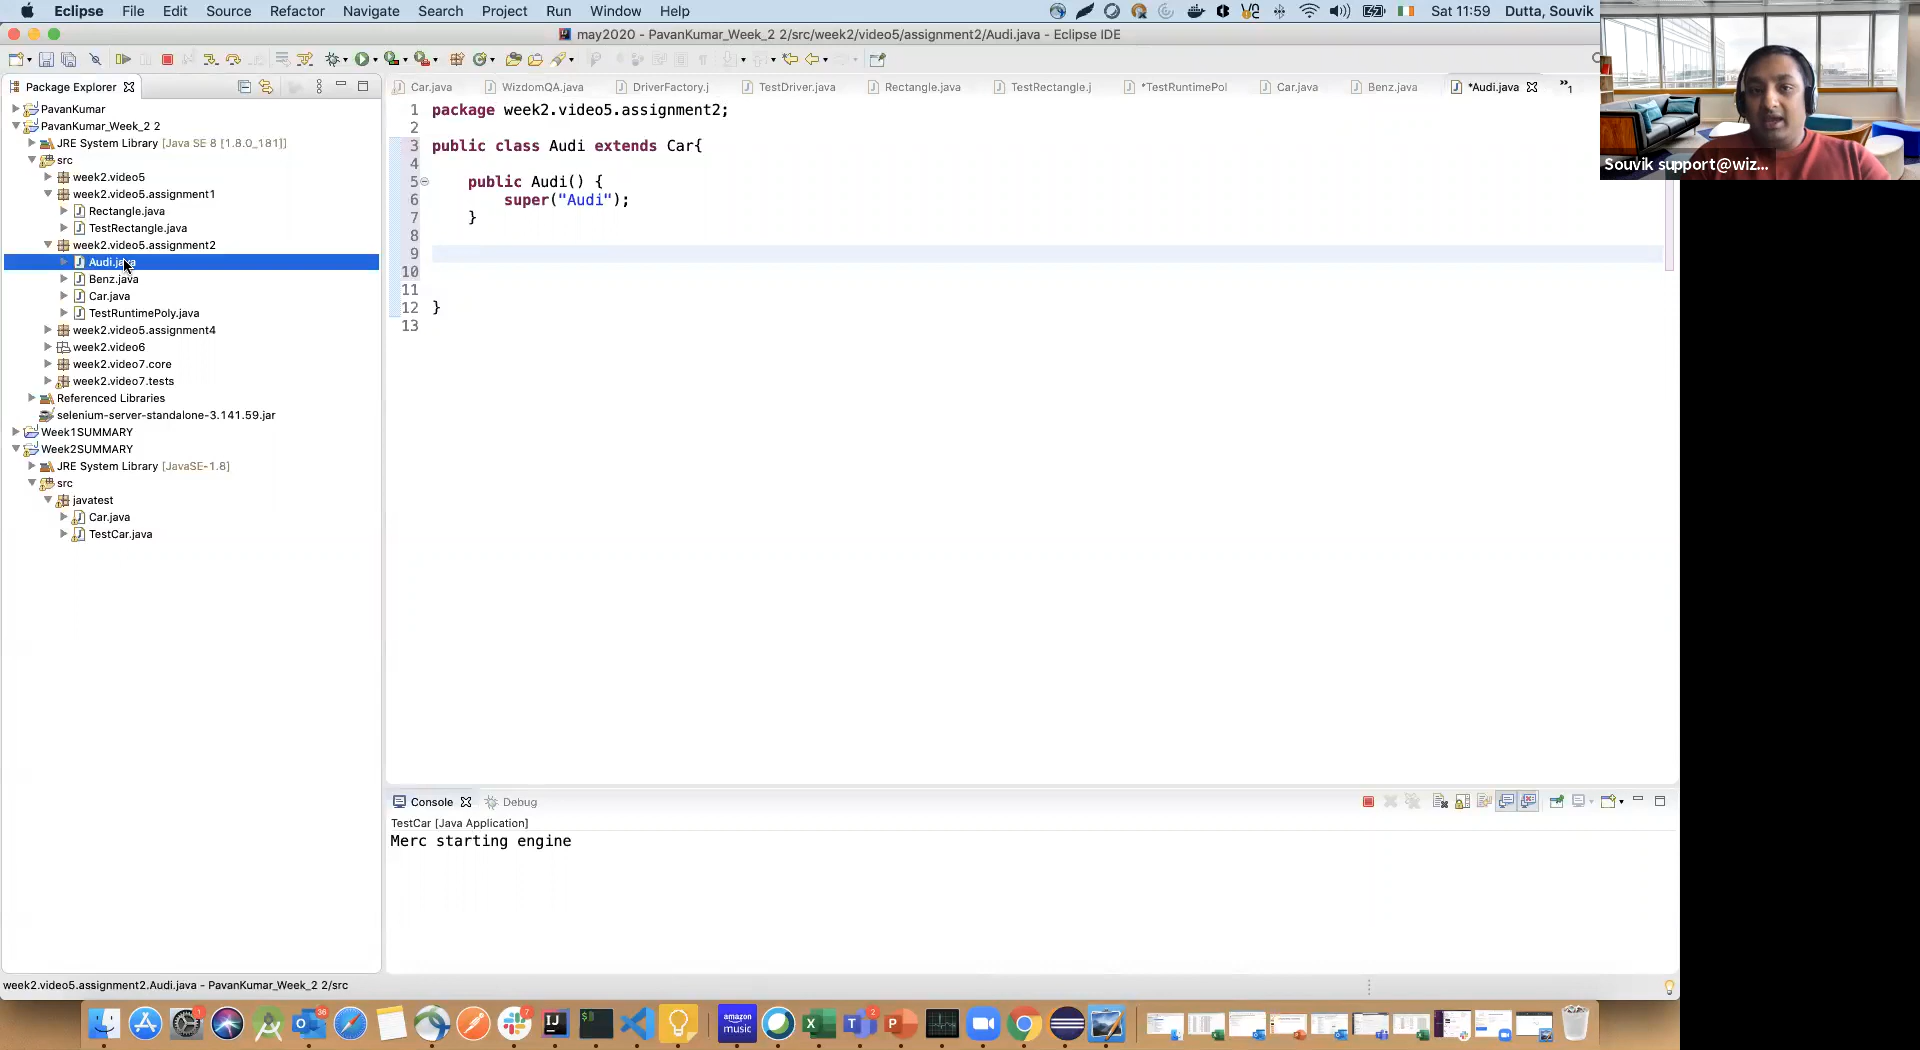 Eclipse File Edit Source Refactor Navigate Search Project Run Window Help Sat 11:59 Dutta, Souvik
may2020 - PavanKumar_Week_2 2/src/week2/video5/assignment2/Audi.java - Eclipse IDE
Package Explorer
Car.java WizdomQA.java DriverFactory.j TestDriver.java Rectangle.java TestRectangle.j *TestRuntimePol Car.java Benz.java *Audi.java »1
PavanKumar
PavanKumar_Week_2 2
JRE System Library [Java SE 8 [1.8.0_181]]
src
week2.video5
week2.video5.assignment1
Rectangle.java
TestRectangle.java
week2.video5.assignment2
Audi.java
Benz.java
Car.java
TestRuntimePoly.java
week2.video5.assignment4
week2.video6
week2.video7.core
week2.video7.tests
Referenced Libraries
selenium-server-standalone-3.141.59.jar
Week1SUMMARY
Week2SUMMARY
JRE System Library [JavaSE-1.8]
src
javatest
Car.java
TestCar.java
1 package week2.video5.assignment2;
2
3 public class Audi extends Car{
4
5 public Audi() {
6 super("Audi");
7 }
8
9
10
11
12 }
13
Souvik support@wiz...
Console Debug
TestCar [Java Application]
Merc starting engine
week2.video5.assignment2.Audi.java - PavanKumar_Week_2 2/src
amazon music